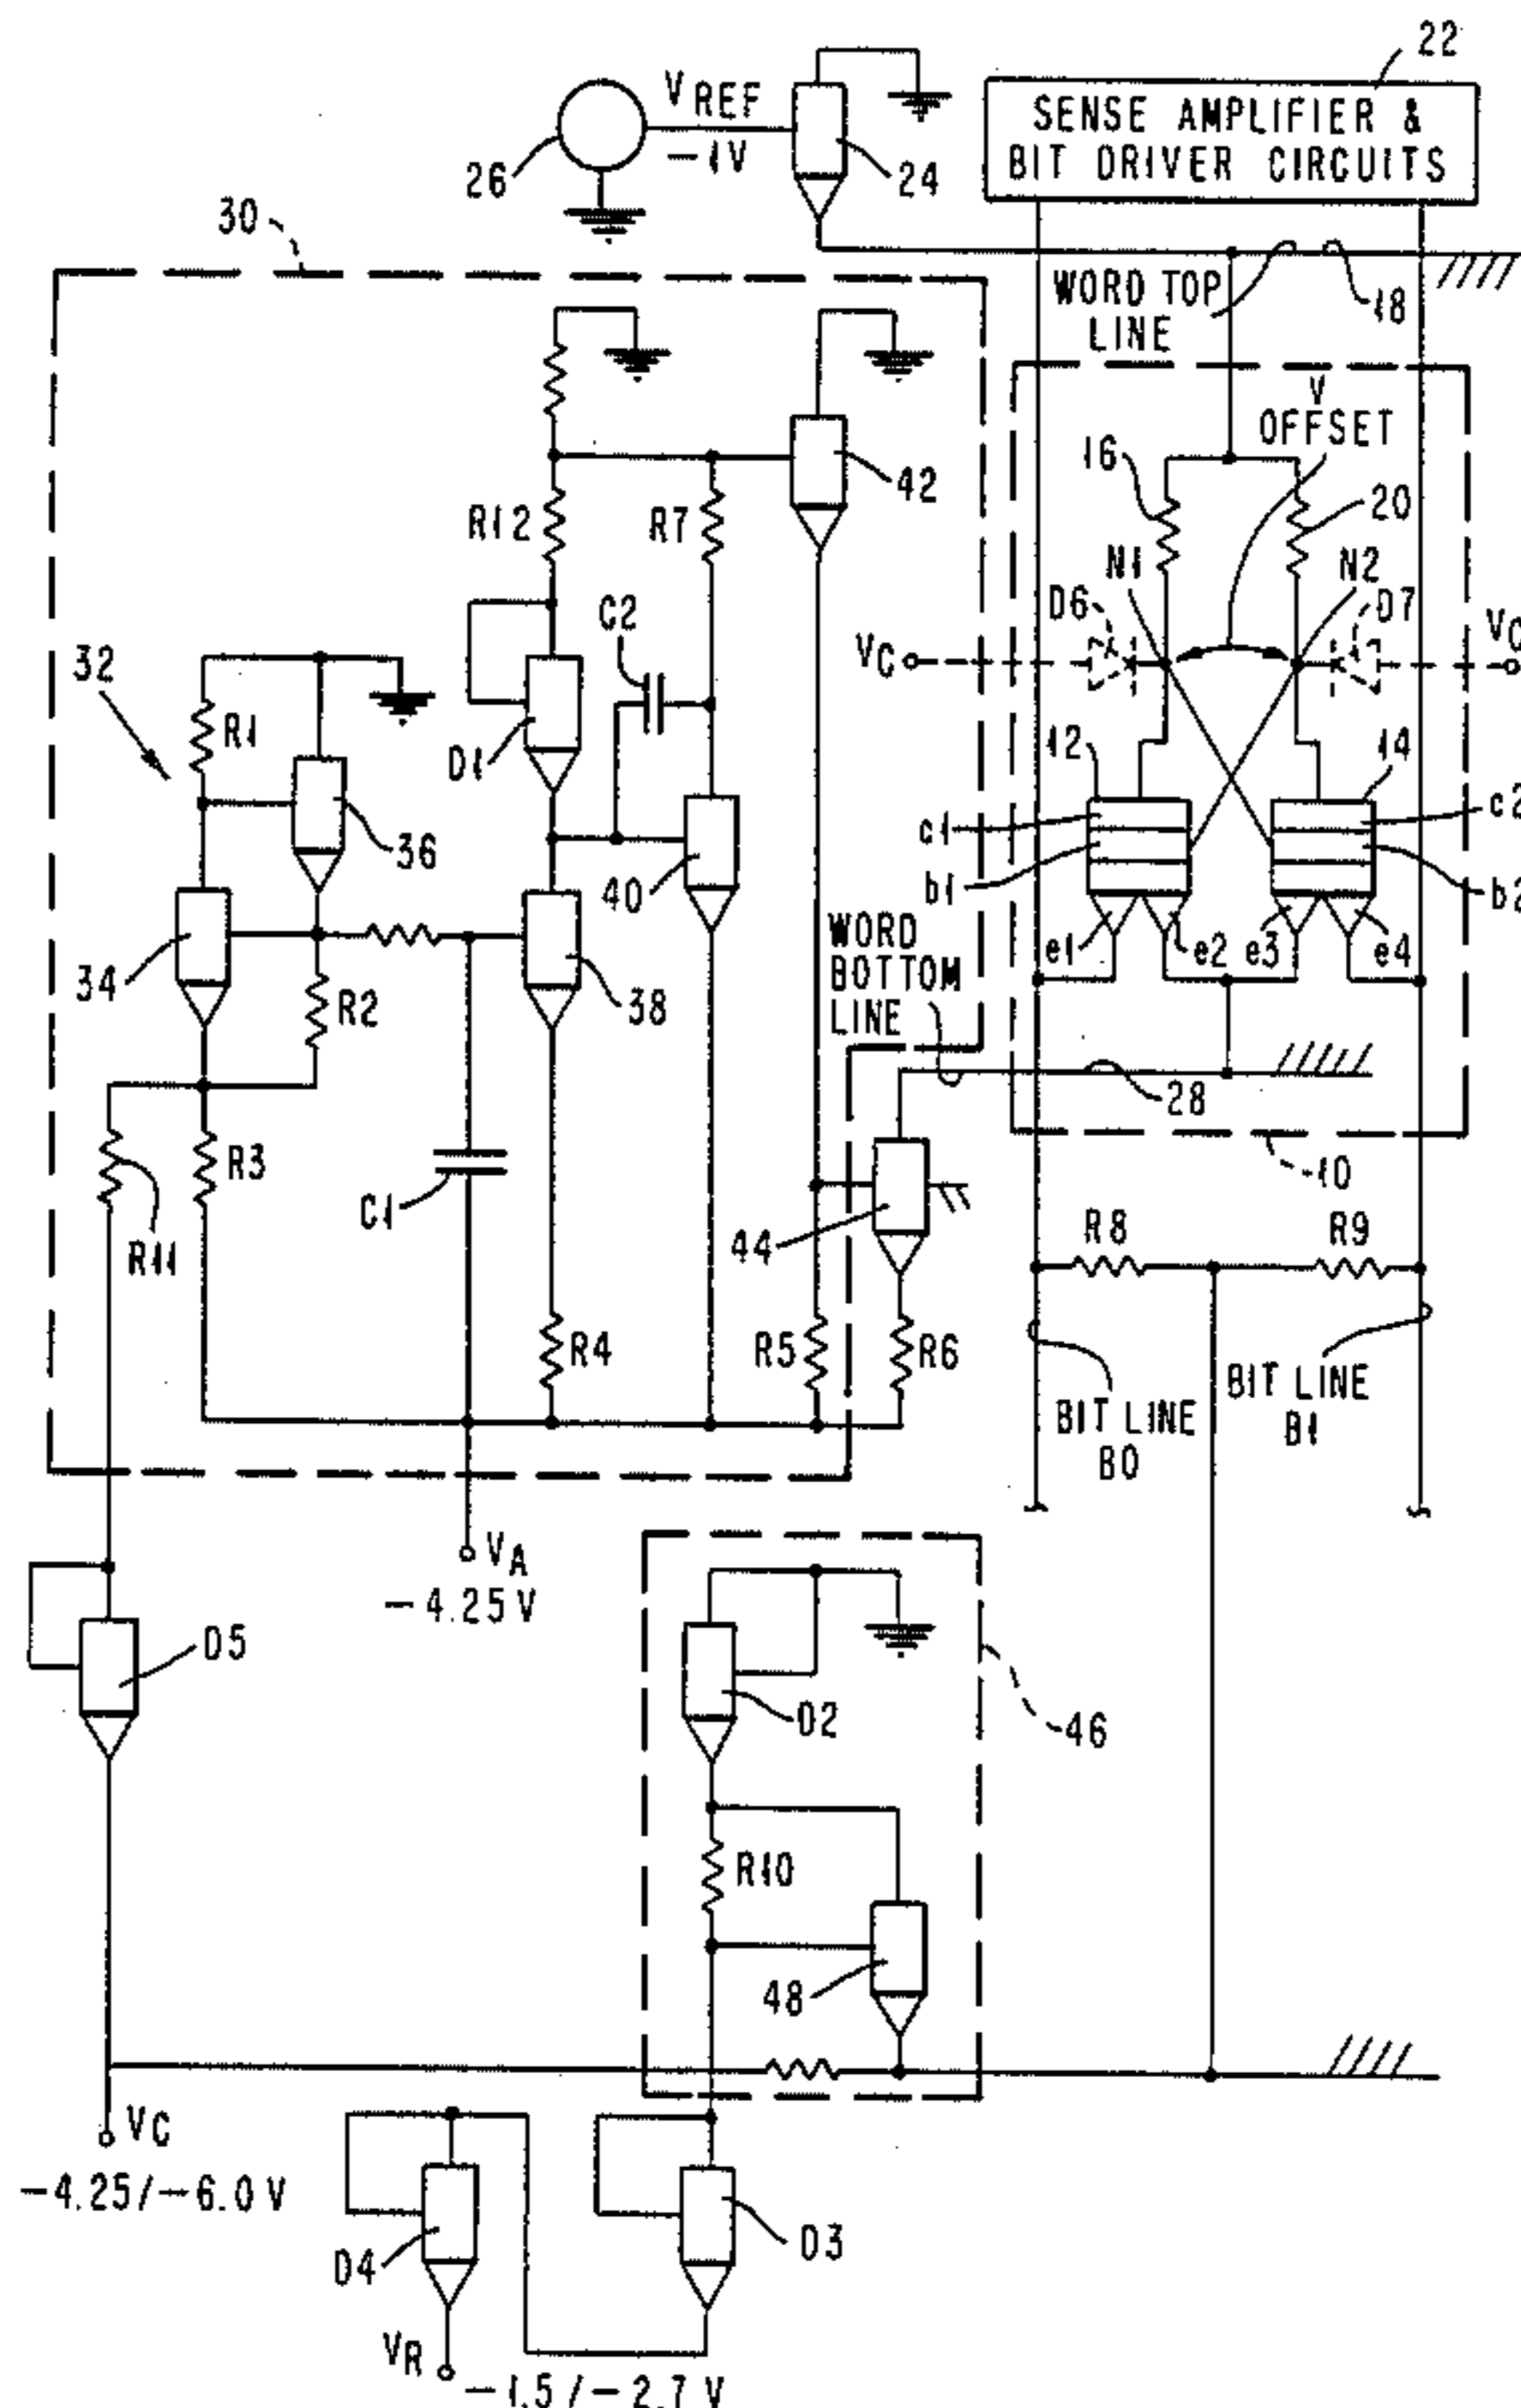 22
SENSE AMPLIFIER &
BIT DRIVER CIRCUITS
VREF
-1V
26
24
30
WORD TOP
LINE
18
V
OFFSET
42
16
20
R12
R7
N1
N2
D6
D7
C2
VC
32
R1
D1
12
14
c1
c2
36
40
b1
b2
34
R2
38
WORD
BOTTOM
LINE
e1
e2
e3
e4
28
R3
C1
R11
44
10
R8
R9
R4
R5
R6
BIT LINE
B0
BIT LINE
B1
VA
-4.25 V
D5
D2
46
R10
48
VC
-4.25/-6.0 V
D4
D3
VR
-1.5/-2.7 V